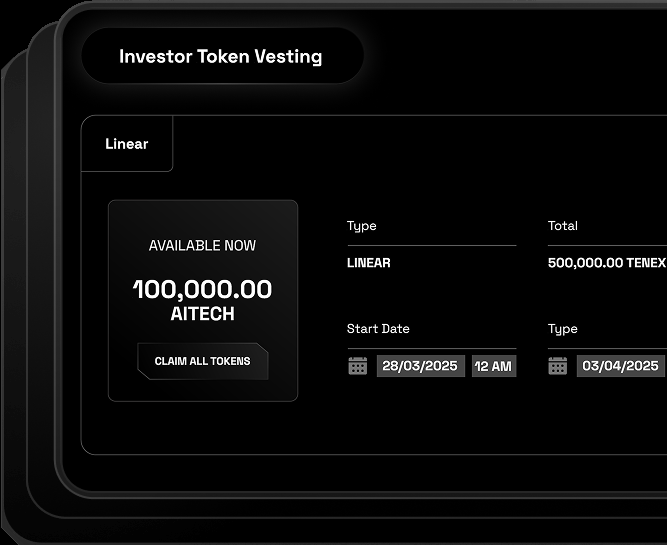 Investor Token Vesting
Linear
AVAILABLE NOW
100,000.00
AITECH
CLAIM ALL TOKENS
Type
LINEAR
Total
500,000.00 TENEX
Start Date
28/03/2025 12 AM
Type
03/04/2025